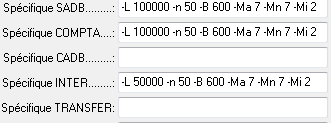 Spécifique SADB........: -L 100000 -n 50 -B 600 -Ma 7 -Mn 7 -Mi 2
Spécifique COMPTA....: -L 100000 -n 50 -B 600 -Ma 7 -Mn 7 -Mi 2
Spécifique CADB........:
Spécifique INTER........: -L 50000 -n 50 -B 600 -Ma 7 -Mn 7 -Mi 2
Spécifique TRANSFER: